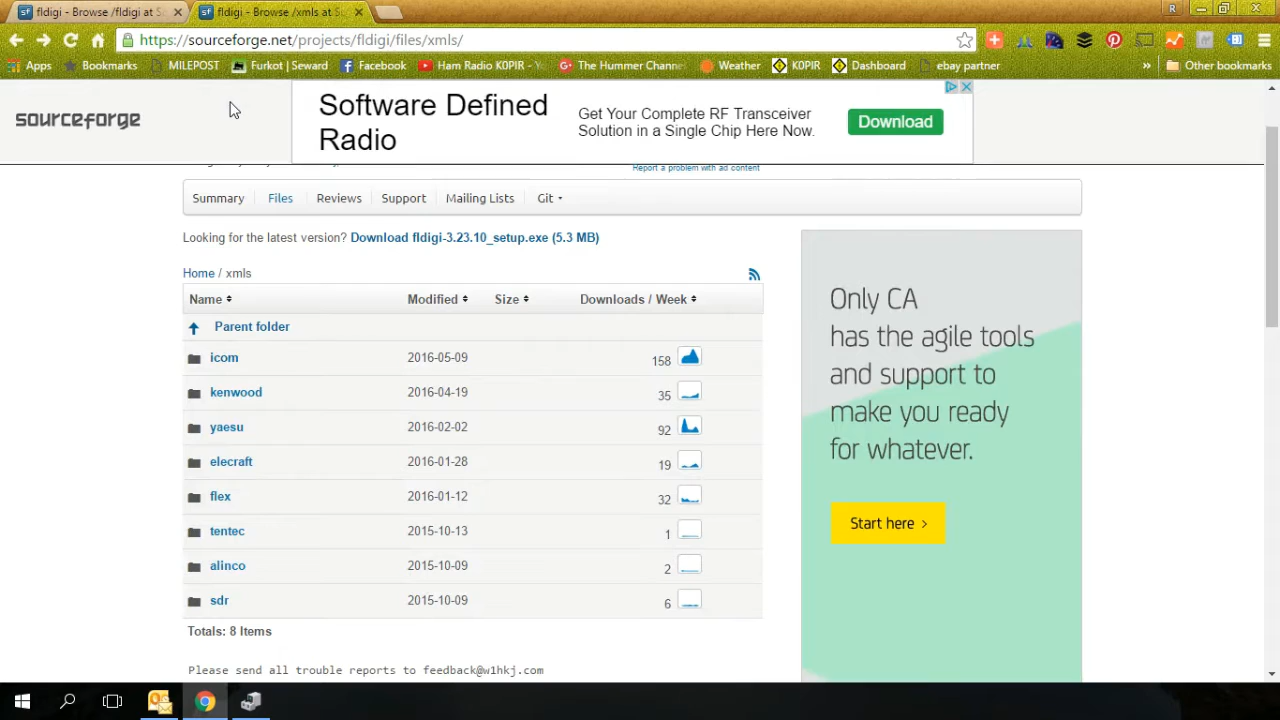 fldigi - Browse /fldigi at S
fldigi - Browse /xmls at So
R
https://sourceforge.net/projects/fldigi/files/xmls/
Apps
Bookmarks
MILEPOST
Furkot | Seward
Facebook
Ham Radio K0PIR - Yo
The Hummer Channel
Weather
K0PIR
Dashboard
ebay partner
»
Other bookmarks
sourceforge
Software Defined
Radio
Get Your Complete RF Transceiver
Solution in a Single Chip Here Now.
Download
Report a problem with ad content
Summary Files Reviews Support Mailing Lists Git
Looking for the latest version? Download fldigi-3.23.10_setup.exe (5.3 MB)
Home / xmls
Name Modified Size Downloads / Week
Parent folder
icom 2016-05-09 158
kenwood 2016-04-19 35
yaesu 2016-02-02 92
elecraft 2016-01-28 19
flex 2016-01-12 32
tentec 2015-10-13 1
alinco 2015-10-09 2
sdr 2015-10-09 6
Totals: 8 Items
Please send all trouble reports to feedback@w1hkj.com
Only CA
has the agile tools
and support to
make you ready
for whatever.
Start here >